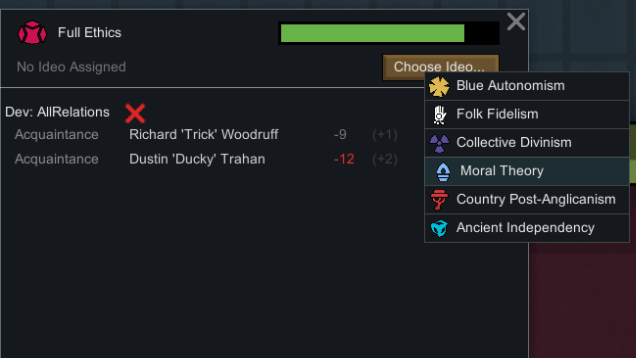 Full Ethics
No Ideo Assigned
Choose Ideo...
Blue Autonomism
Folk Fidelism
Collective Divinism
Moral Theory
Country Post-Anglicanism
Ancient Independency
Dev: AllRelations
Acquaintance Richard 'Trick' Woodruff -9 (+1)
Acquaintance Dustin 'Ducky' Trahan -12 (+2)